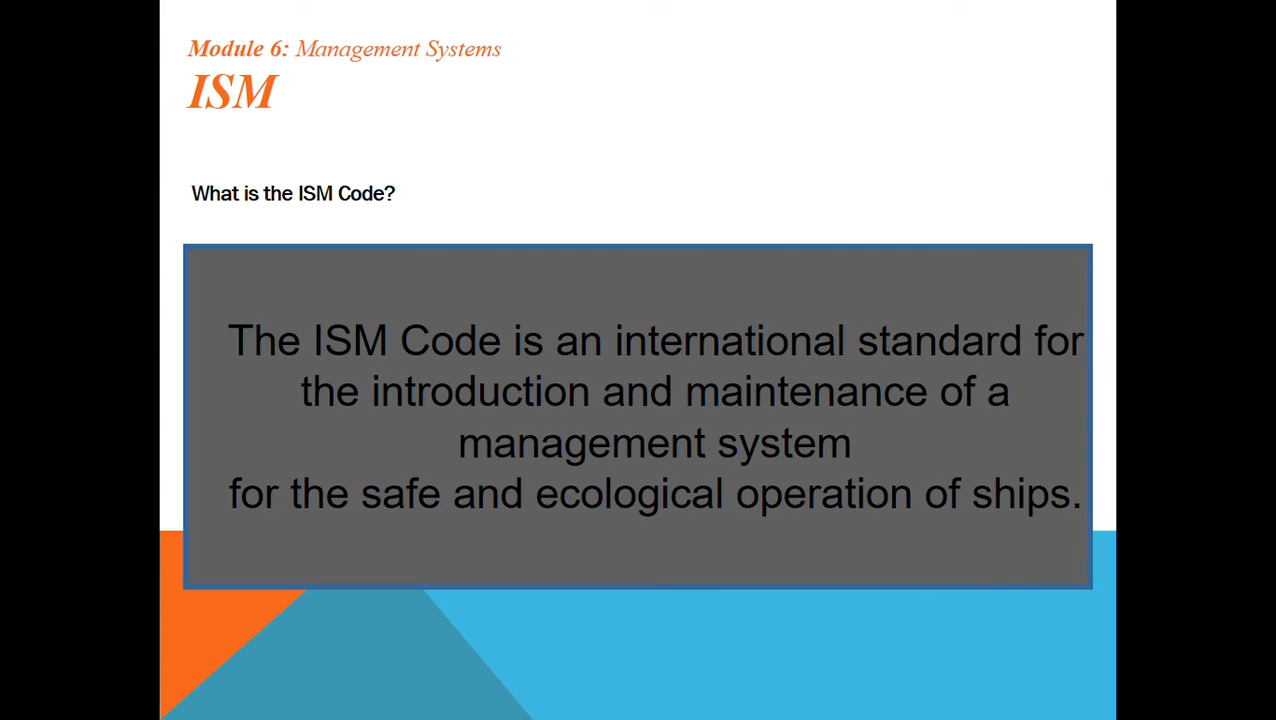 Module 6: Management Systems
ISM
What is the ISM Code?
The ISM Code is an international standard for
the introduction and maintenance of a
management system
for the safe and ecological operation of ships.